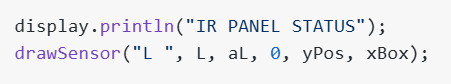 display.println("IR PANEL STATUS");
drawSensor("L ", L, aL, 0, yPos, xBox);